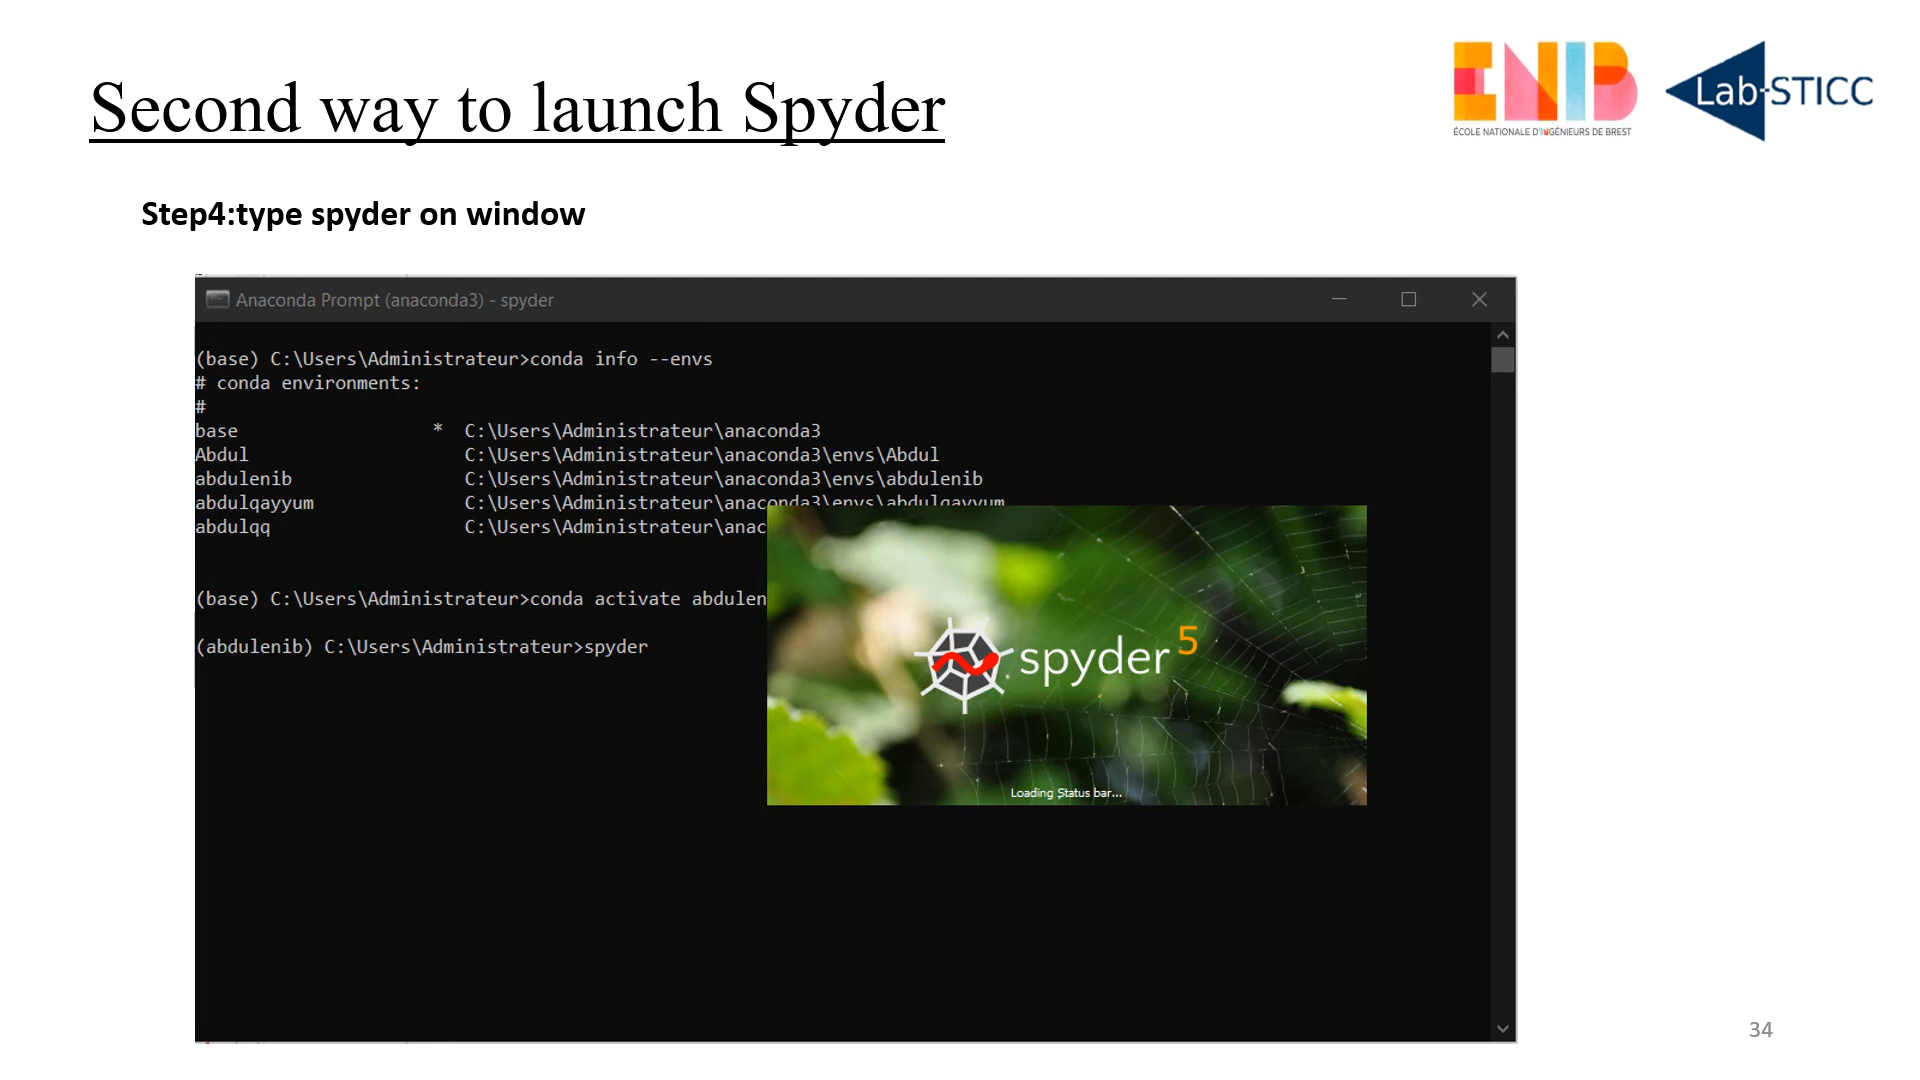 Second way to launch Spyder
ENIB
ÉCOLE NATIONALE D'INGÉNIEURS DE BREST
Lab-STICC
Step4:type spyder on window
Anaconda Prompt (anaconda3) - spyder
(base) C:\Users\Administrateur>conda info --envs
# conda environments:
#
base * C:\Users\Administrateur\anaconda3
Abdul C:\Users\Administrateur\anaconda3\envs\Abdul
abdulenib C:\Users\Administrateur\anaconda3\envs\abdulenib
abdulqayyum C:\Users\Administrateur\anaconda3\envs\abdulqayyum
abdulqq C:\Users\Administrateur\anac
(base) C:\Users\Administrateur>conda activate abdulen
(abdulenib) C:\Users\Administrateur>spyder
spyder 5
Loading Status bar...
34